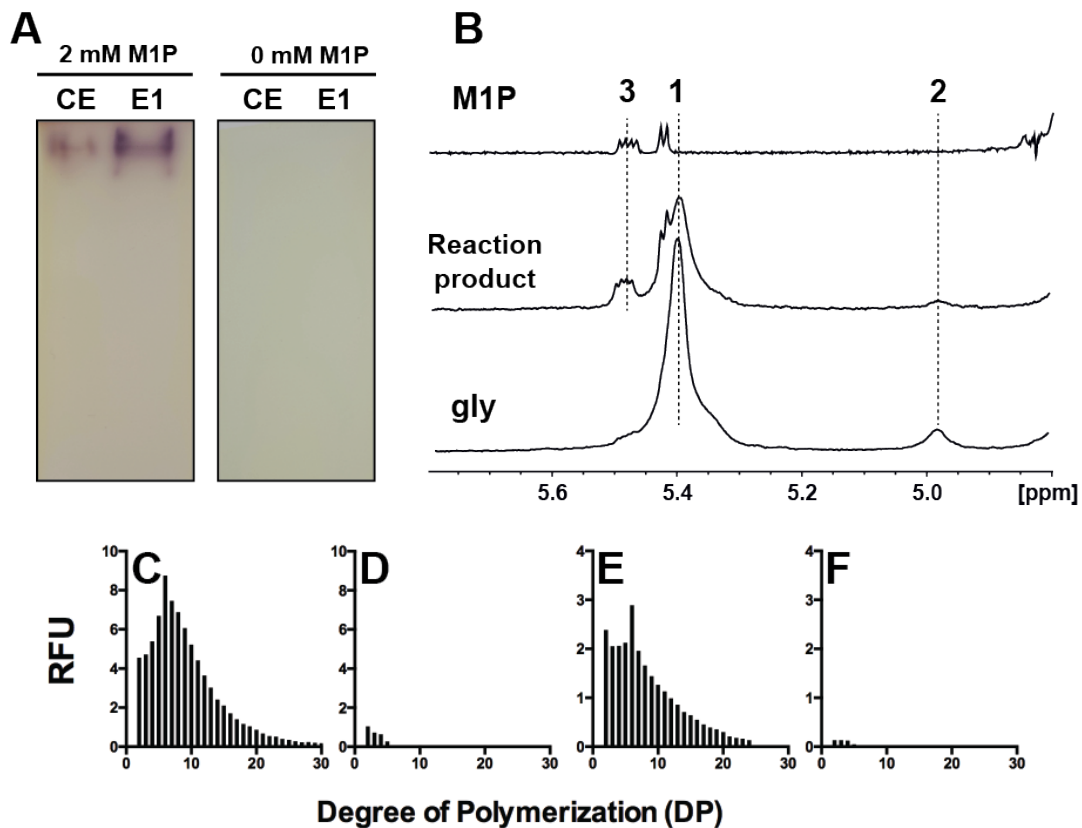 A
2 mM M1P
0 mM M1P
CE E1
CE E1
B
M1P
3 1 2
Reaction
product
gly
5.6 5.4 5.2 5.0 [ppm]
C D E F
RFU
10
8
6
4
2
0
0 10 20 30
10
8
6
4
2
0
0 10 20 30
4
3
2
1
0
0 10 20 30
4
3
2
1
0
0 10 20 30
Degree of Polymerization (DP)